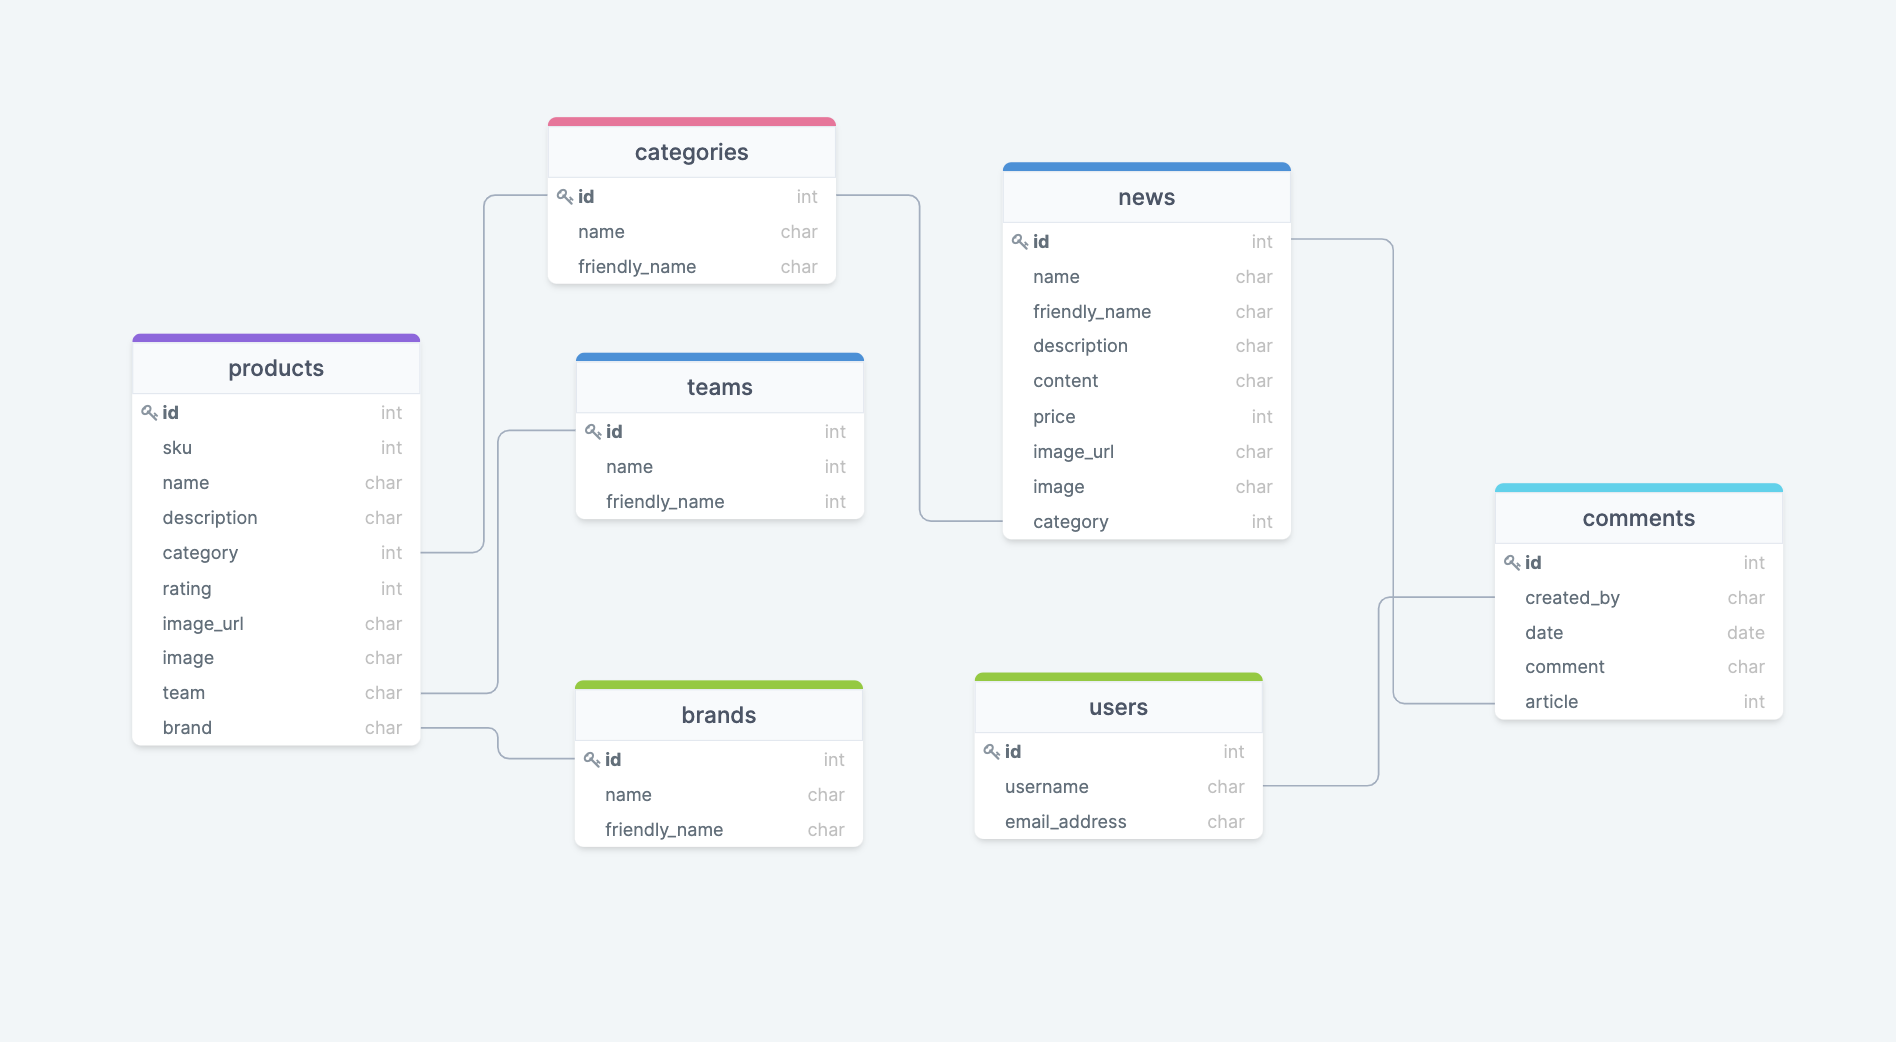 categories
id int
name char
friendly_name char
news
id int
name char
friendly_name char
description char
content char
price int
image_url char
image char
category int
products
id int
sku int
name char
description char
category int
rating int
image_url char
image char
team char
brand char
teams
id int
name int
friendly_name int
comments
id int
created_by char
date date
comment char
article int
brands
id int
name char
friendly_name char
users
id int
username char
email_address char